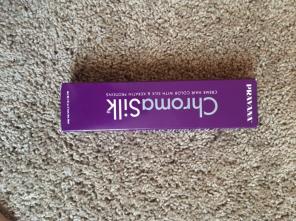 PRAVANA
ChromaSilk
CREME HAIR COLOR WITH SILK & KERATIN PROTEINS